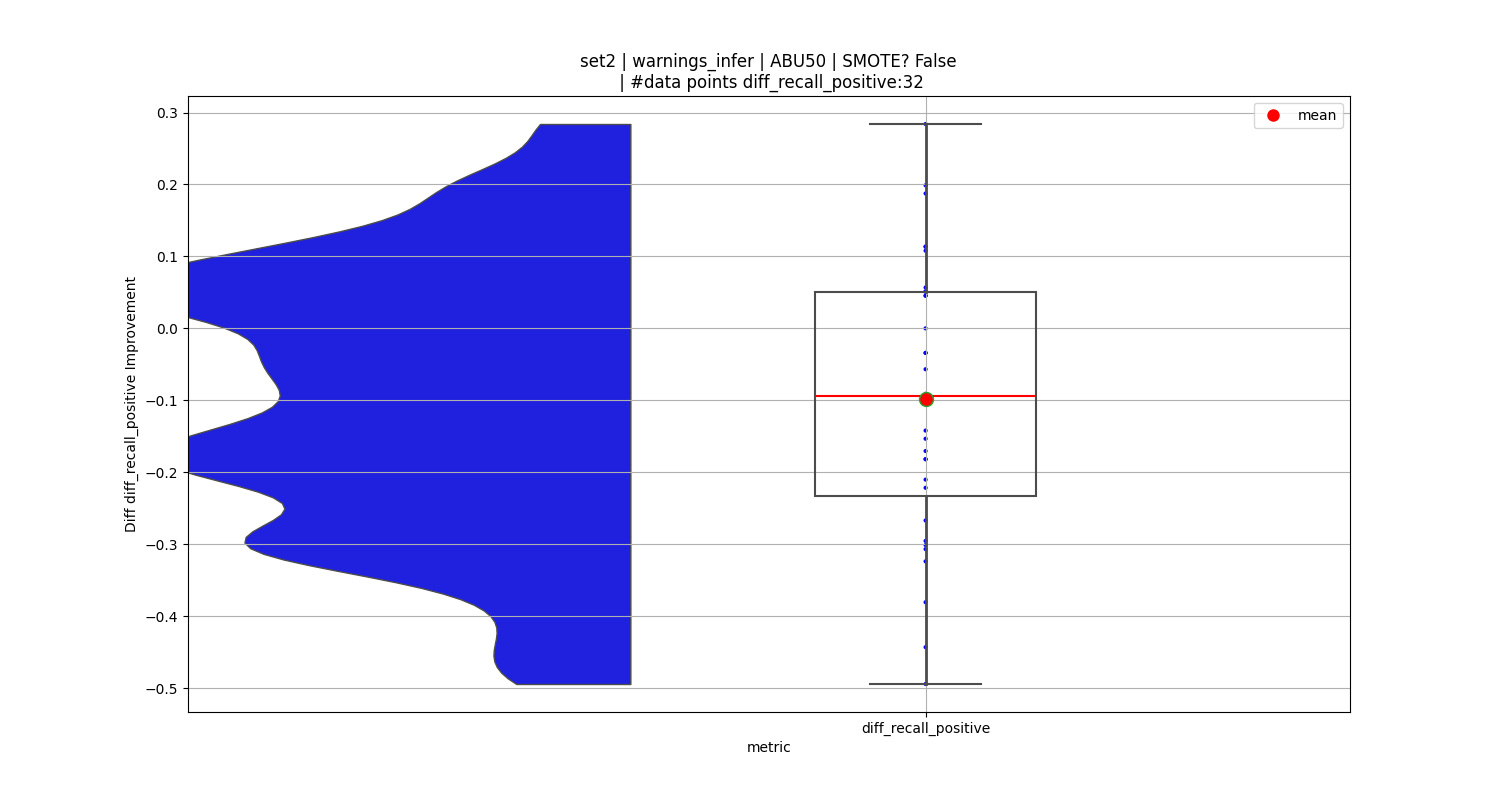 set2 | warnings_infer | ABU50 | SMOTE? False
| #data points diff_recall_positive:32
mean
0.3
0.2
0.1
0.0
−0.1
−0.2
−0.3
−0.4
−0.5
Diff diff_recall_positive Improvement
diff_recall_positive
metric